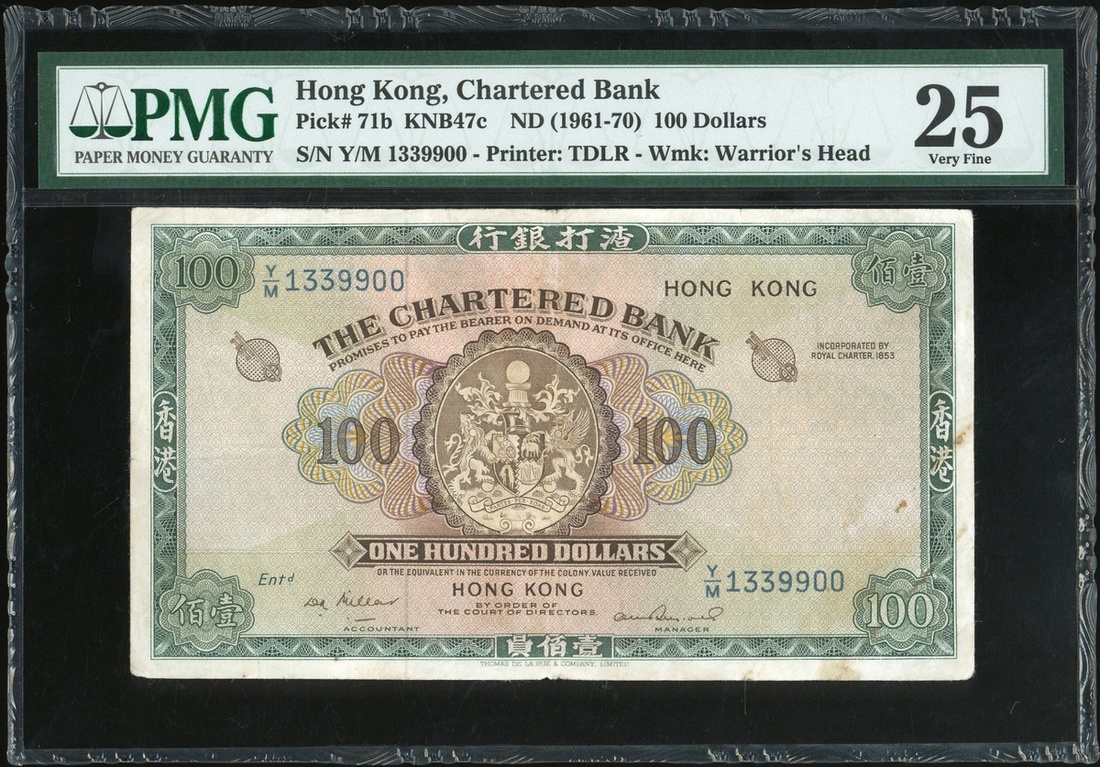 PMG
PAPER MONEY GUARANTY
Hong Kong, Chartered Bank
Pick# 71b KNB47c ND (1961-70) 100 Dollars
S/N Y/M 1339900 - Printer: TDLR - Wmk: Warrior's Head
25
Very Fine
行銀打渣
100
Y/M 1339900
HONG KONG
佰壹
THE CHARTERED BANK
PROMISES TO PAY THE BEARER ON DEMAND AT ITS OFFICE HERE
INCORPORATED BY
ROYAL CHARTER, 1853
香港
香港
100
100
ONE HUNDRED DOLLARS
OR THE EQUIVALENT IN THE CURRENCY OF THE COLONY, VALUE RECEIVED
Entd
HONG KONG
Y/M 1339900
BY ORDER OF
THE COURT OF DIRECTORS.
佰壹
100
ACCOUNTANT
MANAGER
員佰壹
THOMAS DE LA RUE & COMPANY, LIMITED